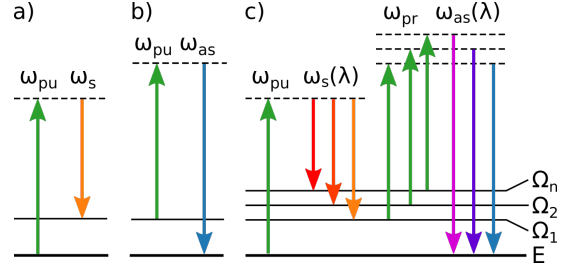 a) b) c)
ωpu ωs
ωpu ωas
ωpu ωs(λ)
ωpr ωas(λ)
Ωn
Ω2
Ω1
E